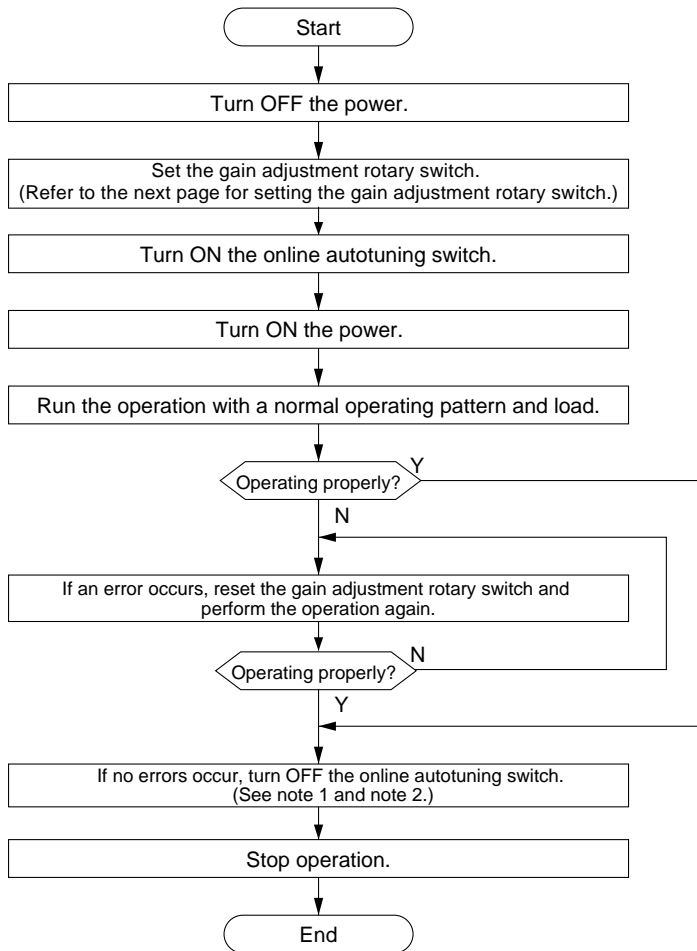 Start
Turn OFF the power.
Set the gain adjustment rotary switch.
(Refer to the next page for setting the gain adjustment rotary switch.)
Turn ON the online autotuning switch.
Turn ON the power.
Run the operation with a normal operating pattern and load.
Operating properly?
Y
N
If an error occurs, reset the gain adjustment rotary switch and
perform the operation again.
Operating properly?
N
Y
If no errors occur, turn OFF the online autotuning switch.
(See note 1 and note 2.)
Stop operation.
End